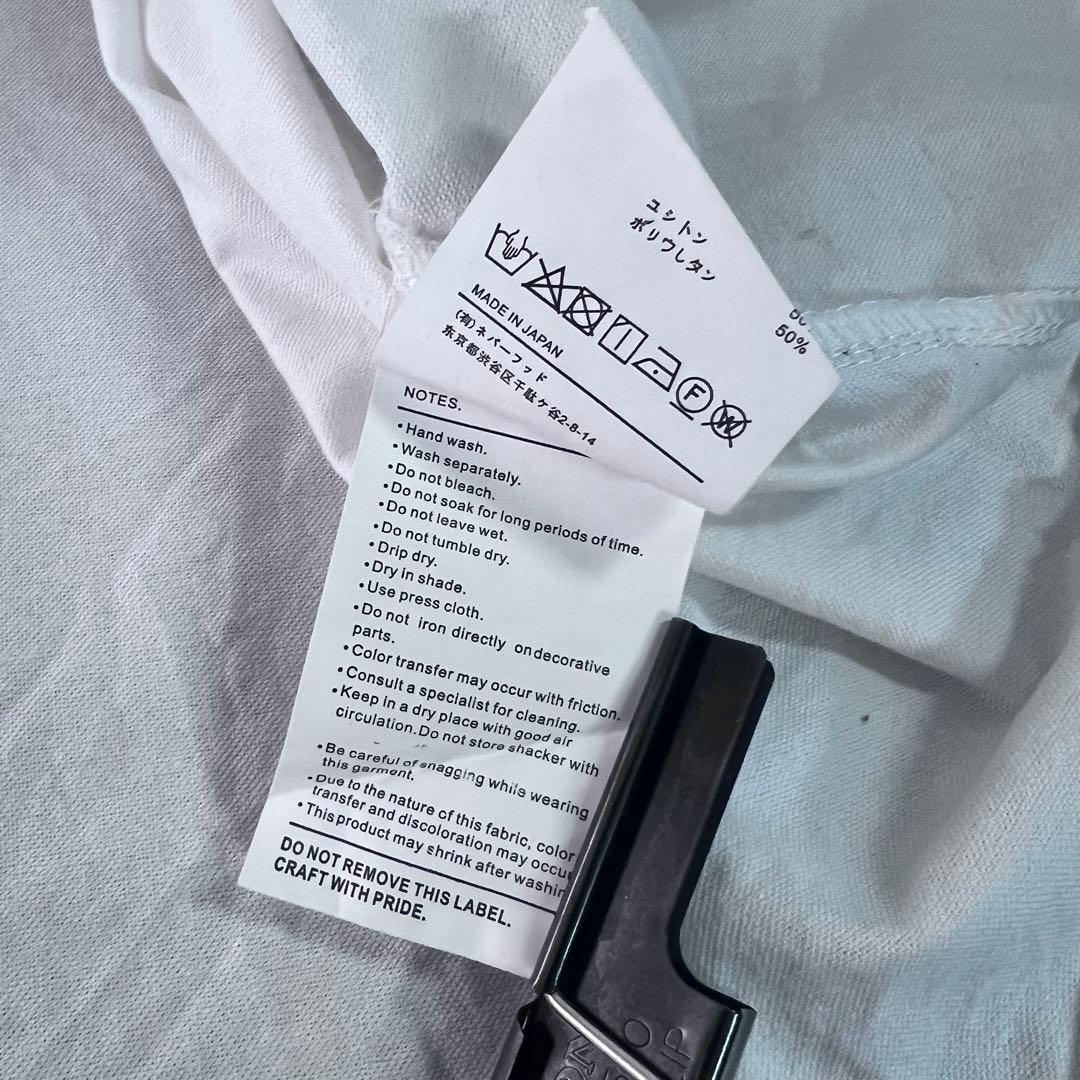 ユシトン
ポリウレタン
50%
MADE IN JAPAN
(有)ネバーフッド
东京都渋谷区千駄ケ谷2-8-14
F
W
NOTES.
•Hand wash.
•Wash separately.
•Do not bleach.
•Do not soak for long periods of time.
•Do not leave wet.
•Do not tumble dry.
•Drip dry.
•Dry in shade.
•Use press cloth.
•Do not iron directly ondecorative
parts.
•Color transfer may occur with friction.
•Consult a specialist for cleaning.
•Keep in a dry place with good air
circulation.Do not store shacker with
•Be careful of snagging while wearing
this garment.
•Due to the nature of this fabric, color
transfer and discoloration may occu
•This product may shrink after washin
DO NOT REMOVE THIS LABEL.
CRAFT WITH PRIDE.